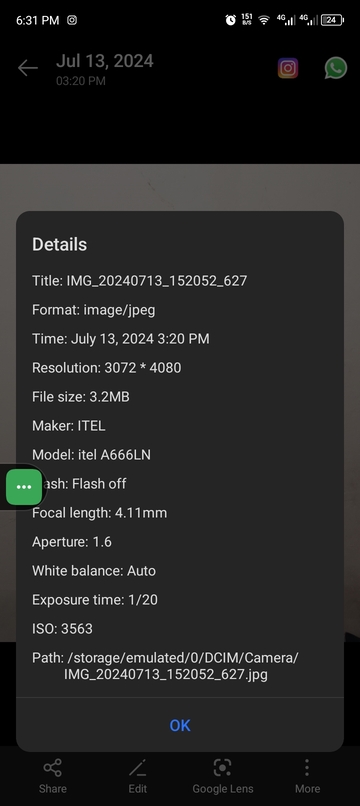 6:31 PM
151
B/S
4G
4G
24
Jul 13, 2024
03:20 PM
Details
Title: IMG_20240713_152052_627
Format: image/jpeg
Time: July 13, 2024 3:20 PM
Resolution: 3072 * 4080
File size: 3.2MB
Maker: ITEL
Model: itel A666LN
ash: Flash off
Focal length: 4.11mm
Aperture: 1.6
White balance: Auto
Exposure time: 1/20
ISO: 3563
Path: /storage/emulated/0/DCIM/Camera/
IMG_20240713_152052_627.jpg
OK
Share
Edit
Google Lens
More